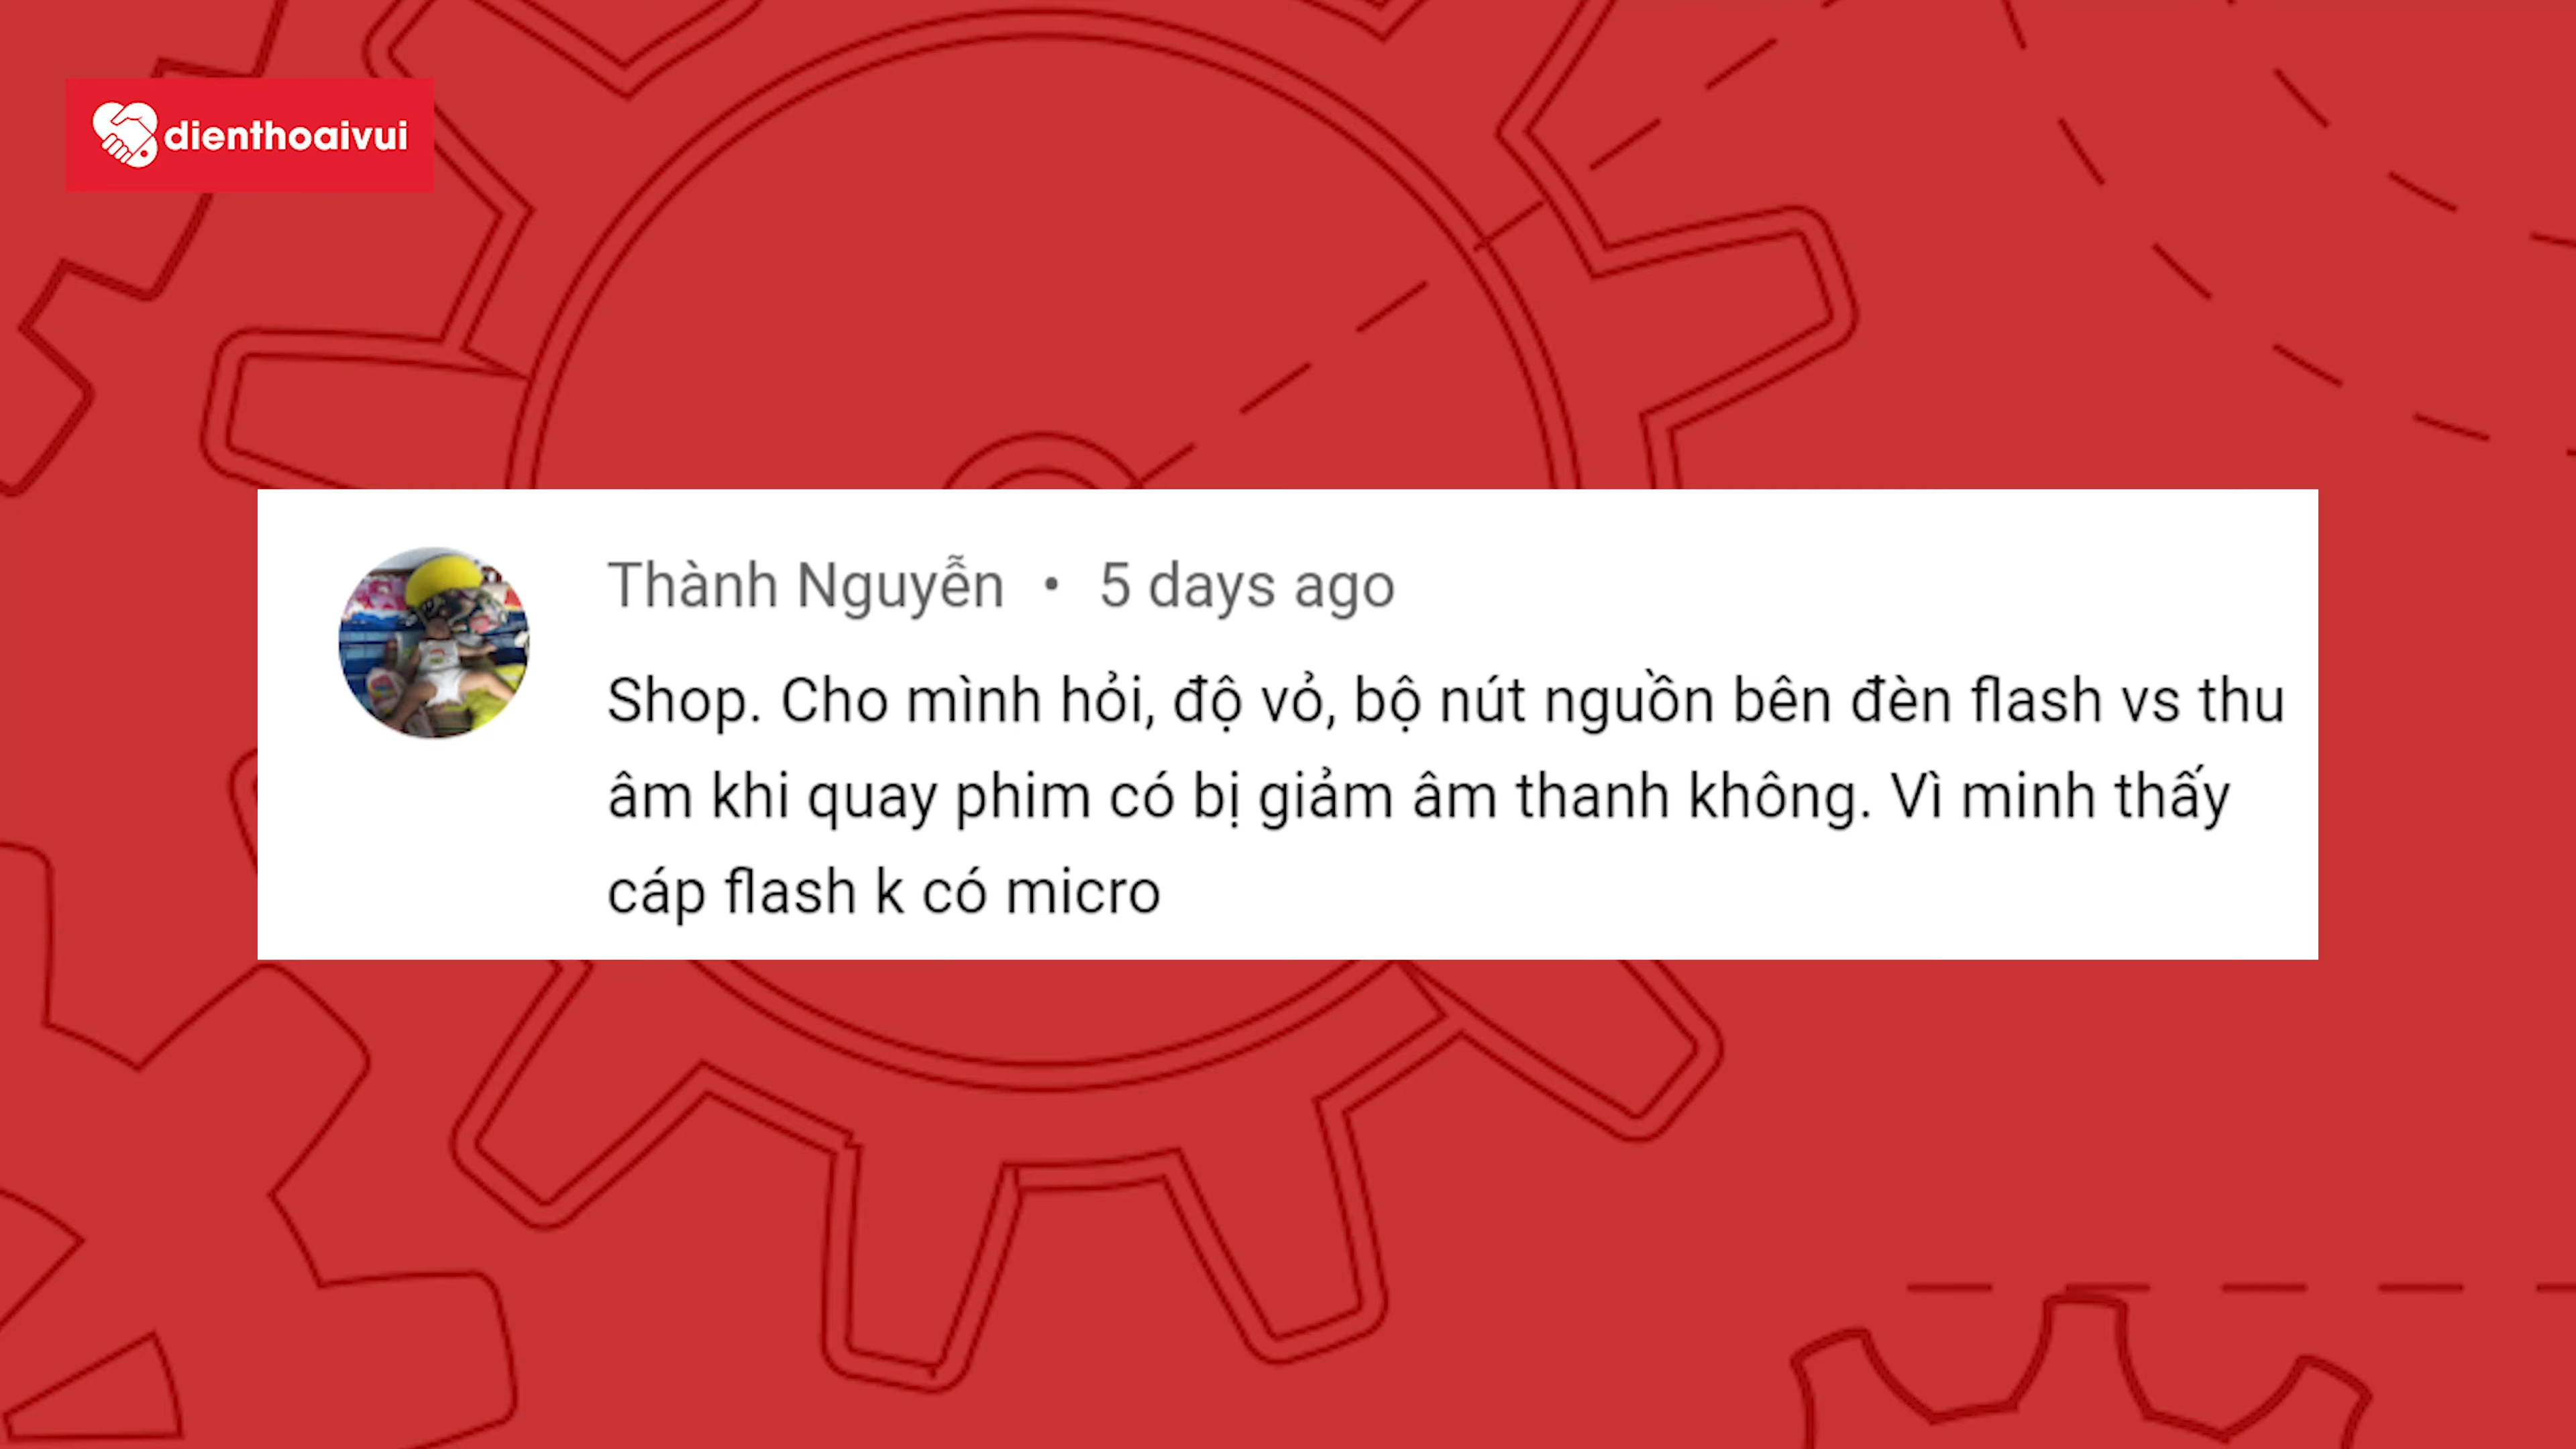 dienthoaivui
Thành Nguyễn • 5 days ago
Shop. Cho mình hỏi, độ vỏ, bộ nút nguồn bên đèn flash vs thu
âm khi quay phim có bị giảm âm thanh không. Vì minh thấy
cáp flash k có micro